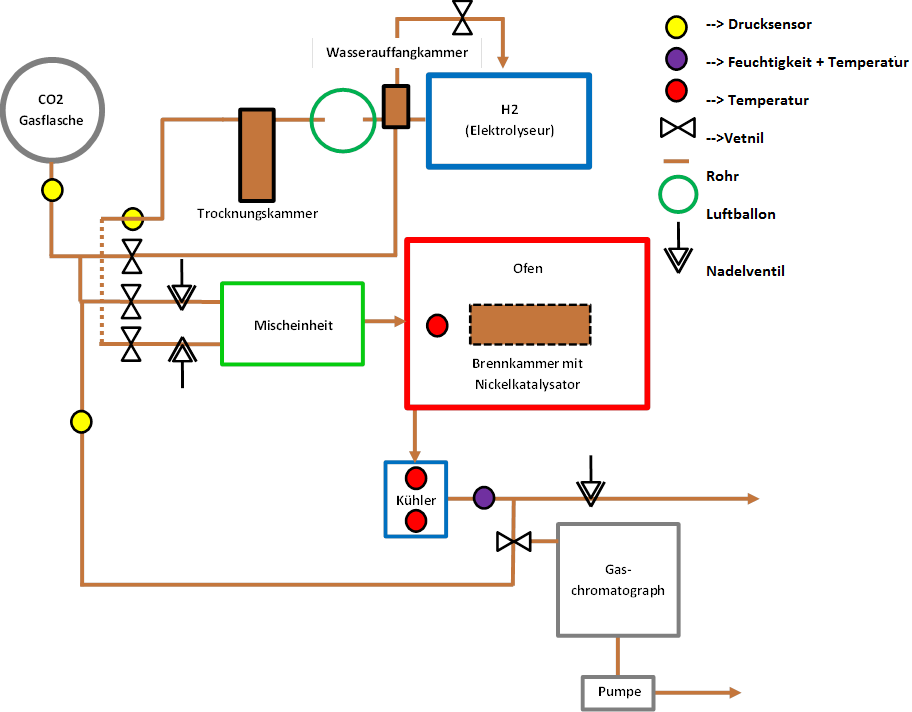 Wasserauffangkammer
CO2
Gasflasche
H2
(Elektrolyseur)
Trocknungskammer
Mischeinheit
Ofen
Brennkammer mit
Nickelkatalysator
Kühler
Gas-
chromatograph
Pumpe
--> Drucksensor
--> Feuchtigkeit + Temperatur
--> Temperatur
-->Vetnil
Rohr
Luftballon
Nadelventil